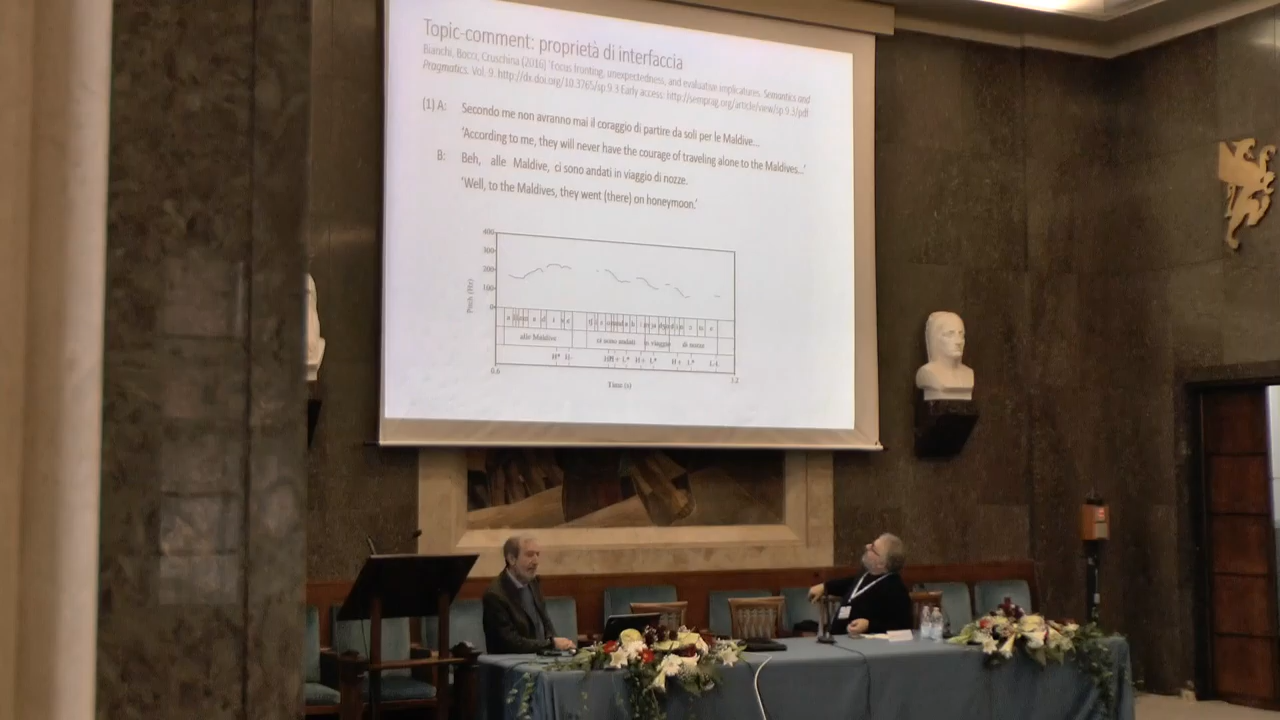 Topic-comment: proprietà di interfaccia
Bianchi, Bocci, Cruschina (2016) 'Focus fronting, unexpectedness, and evaluative implicatures. Semantics and
Pragmatics. Vol. 9. http://dx.doi.org/10.3765/sp.9.3 Early access: http://semprag.org/article/view/sp.9.3/pdf
(1) A: Secondo me non avranno mai il coraggio di partire da soli per le Maldive...
'According to me, they will never have the courage of traveling alone to the Maldives...'
B: Beh, alle Maldive, ci sono andati in viaggio di nozze.
'Well, to the Maldives, they went (there) on honeymoon.'
400
300
200
100
0
Pitch (Hz)
alle Maldive ci sono andati in viaggio di nozze
0.6 3.2
Time (s)